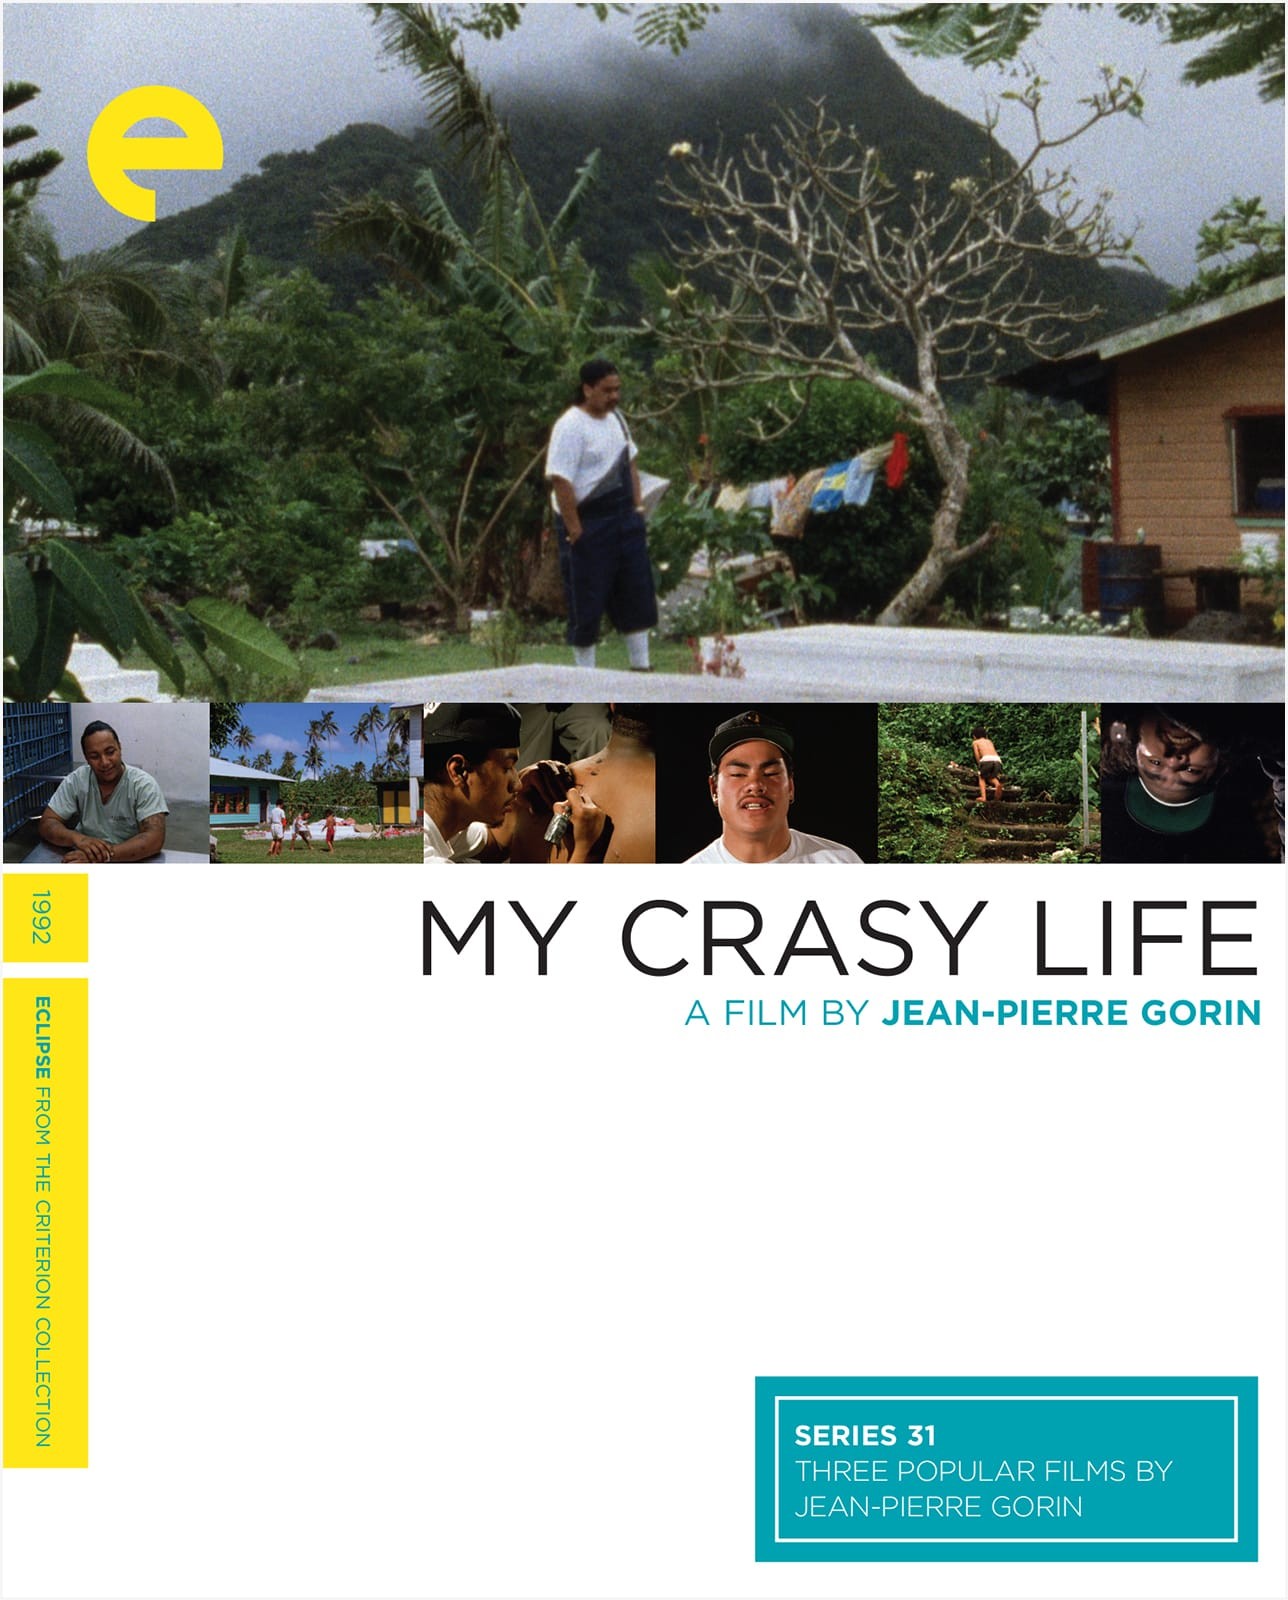 e
MY CRASY LIFE
A FILM BY JEAN-PIERRE GORIN
1992
ECLIPSE FROM THE CRITERION COLLECTION
SERIES 31
THREE POPULAR FILMS BY
JEAN-PIERRE GORIN